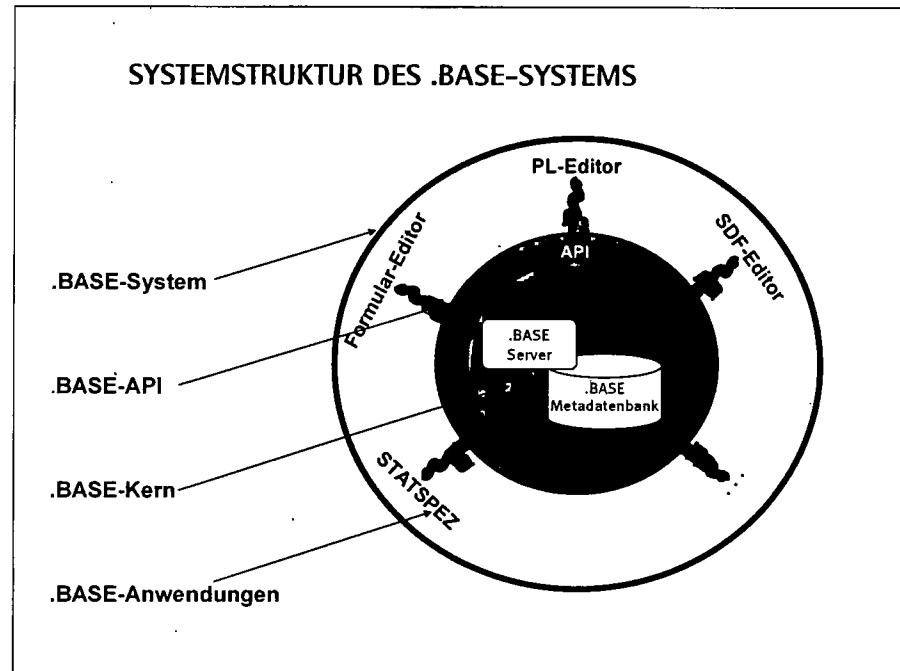 SYSTEMSTRUKTUR DES .BASE-SYSTEMS
PL-Editor
SDF-Editor
Formular-Editor
API
.BASE-System
.BASE
Server
.BASE-API
.BASE
Metadatenbank
.BASE-Kern
STATSPEZ
...
.BASE-Anwendungen